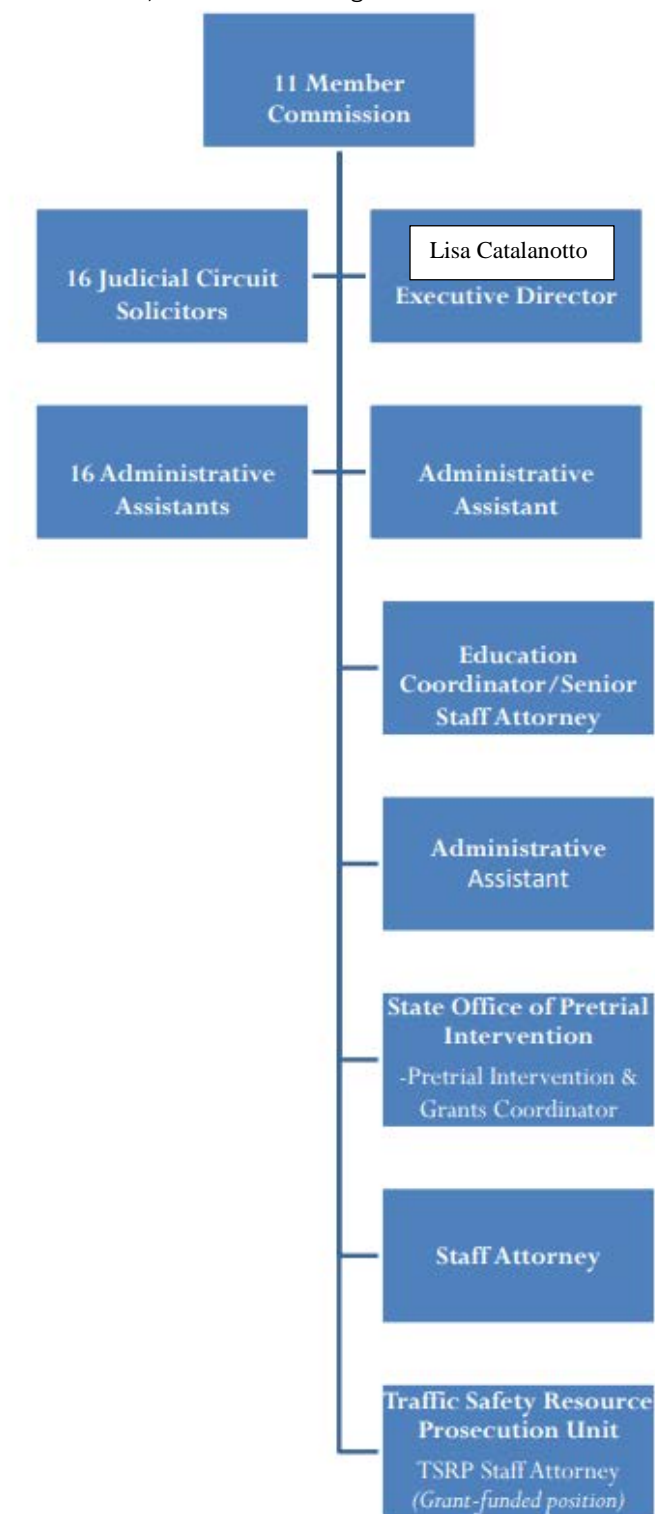 11 Member
Commission
16 Judicial Circuit
Solicitors
Lisa Catalanotto
Executive Director
16 Administrative
Assistants
Administrative
Assistant
Education
Coordinator/Senior
Staff Attorney
Administrative
Assistant
State Office of Pretrial
Intervention
-Pretrial Intervention &
Grants Coordinator
Staff Attorney
Traffic Safety Resource
Prosecution Unit
TSRP Staff Attorney
(Grant-funded position)